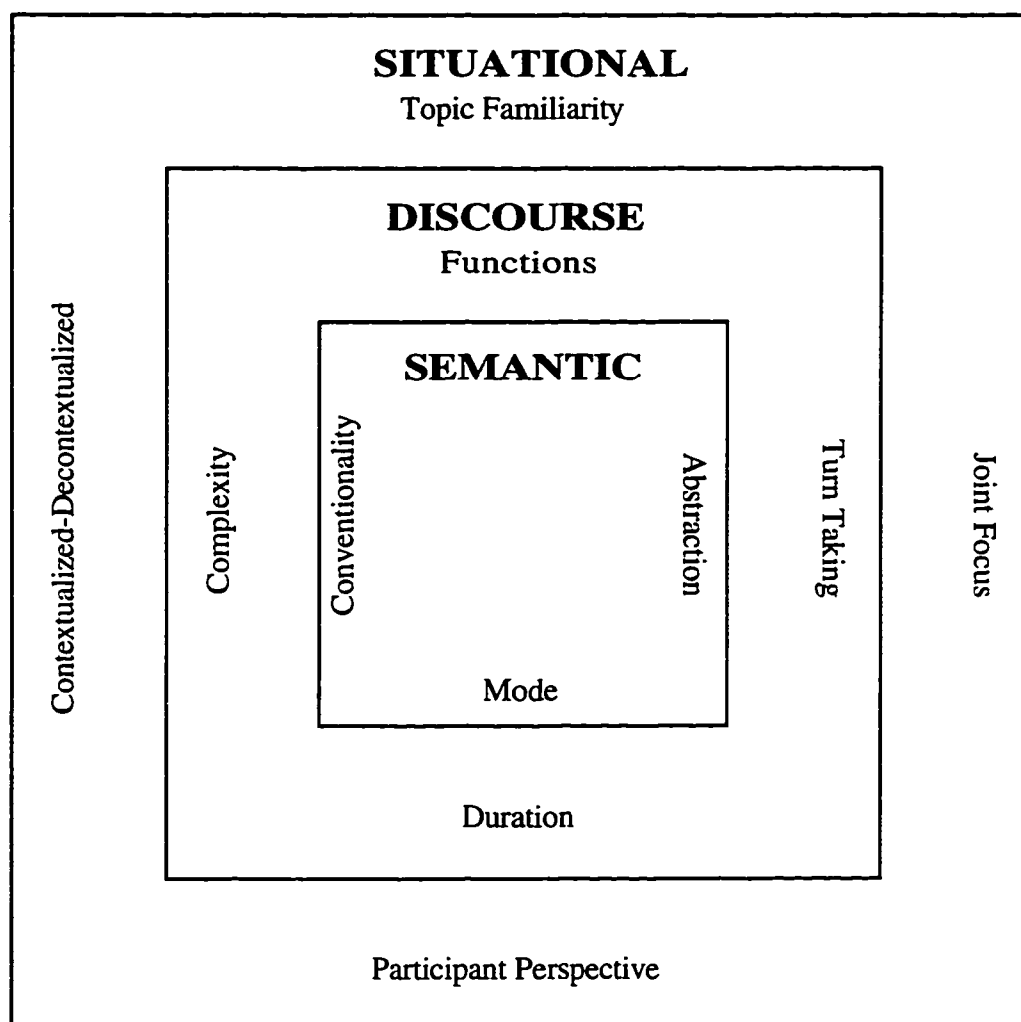 SITUATIONAL
Topic Familiarity
DISCOURSE
Functions
SEMANTIC
Contextualized-Decontextualized
Complexity
Conventionality
Abstraction
Turn Taking
Joint Focus
Mode
Duration
Participant Perspective